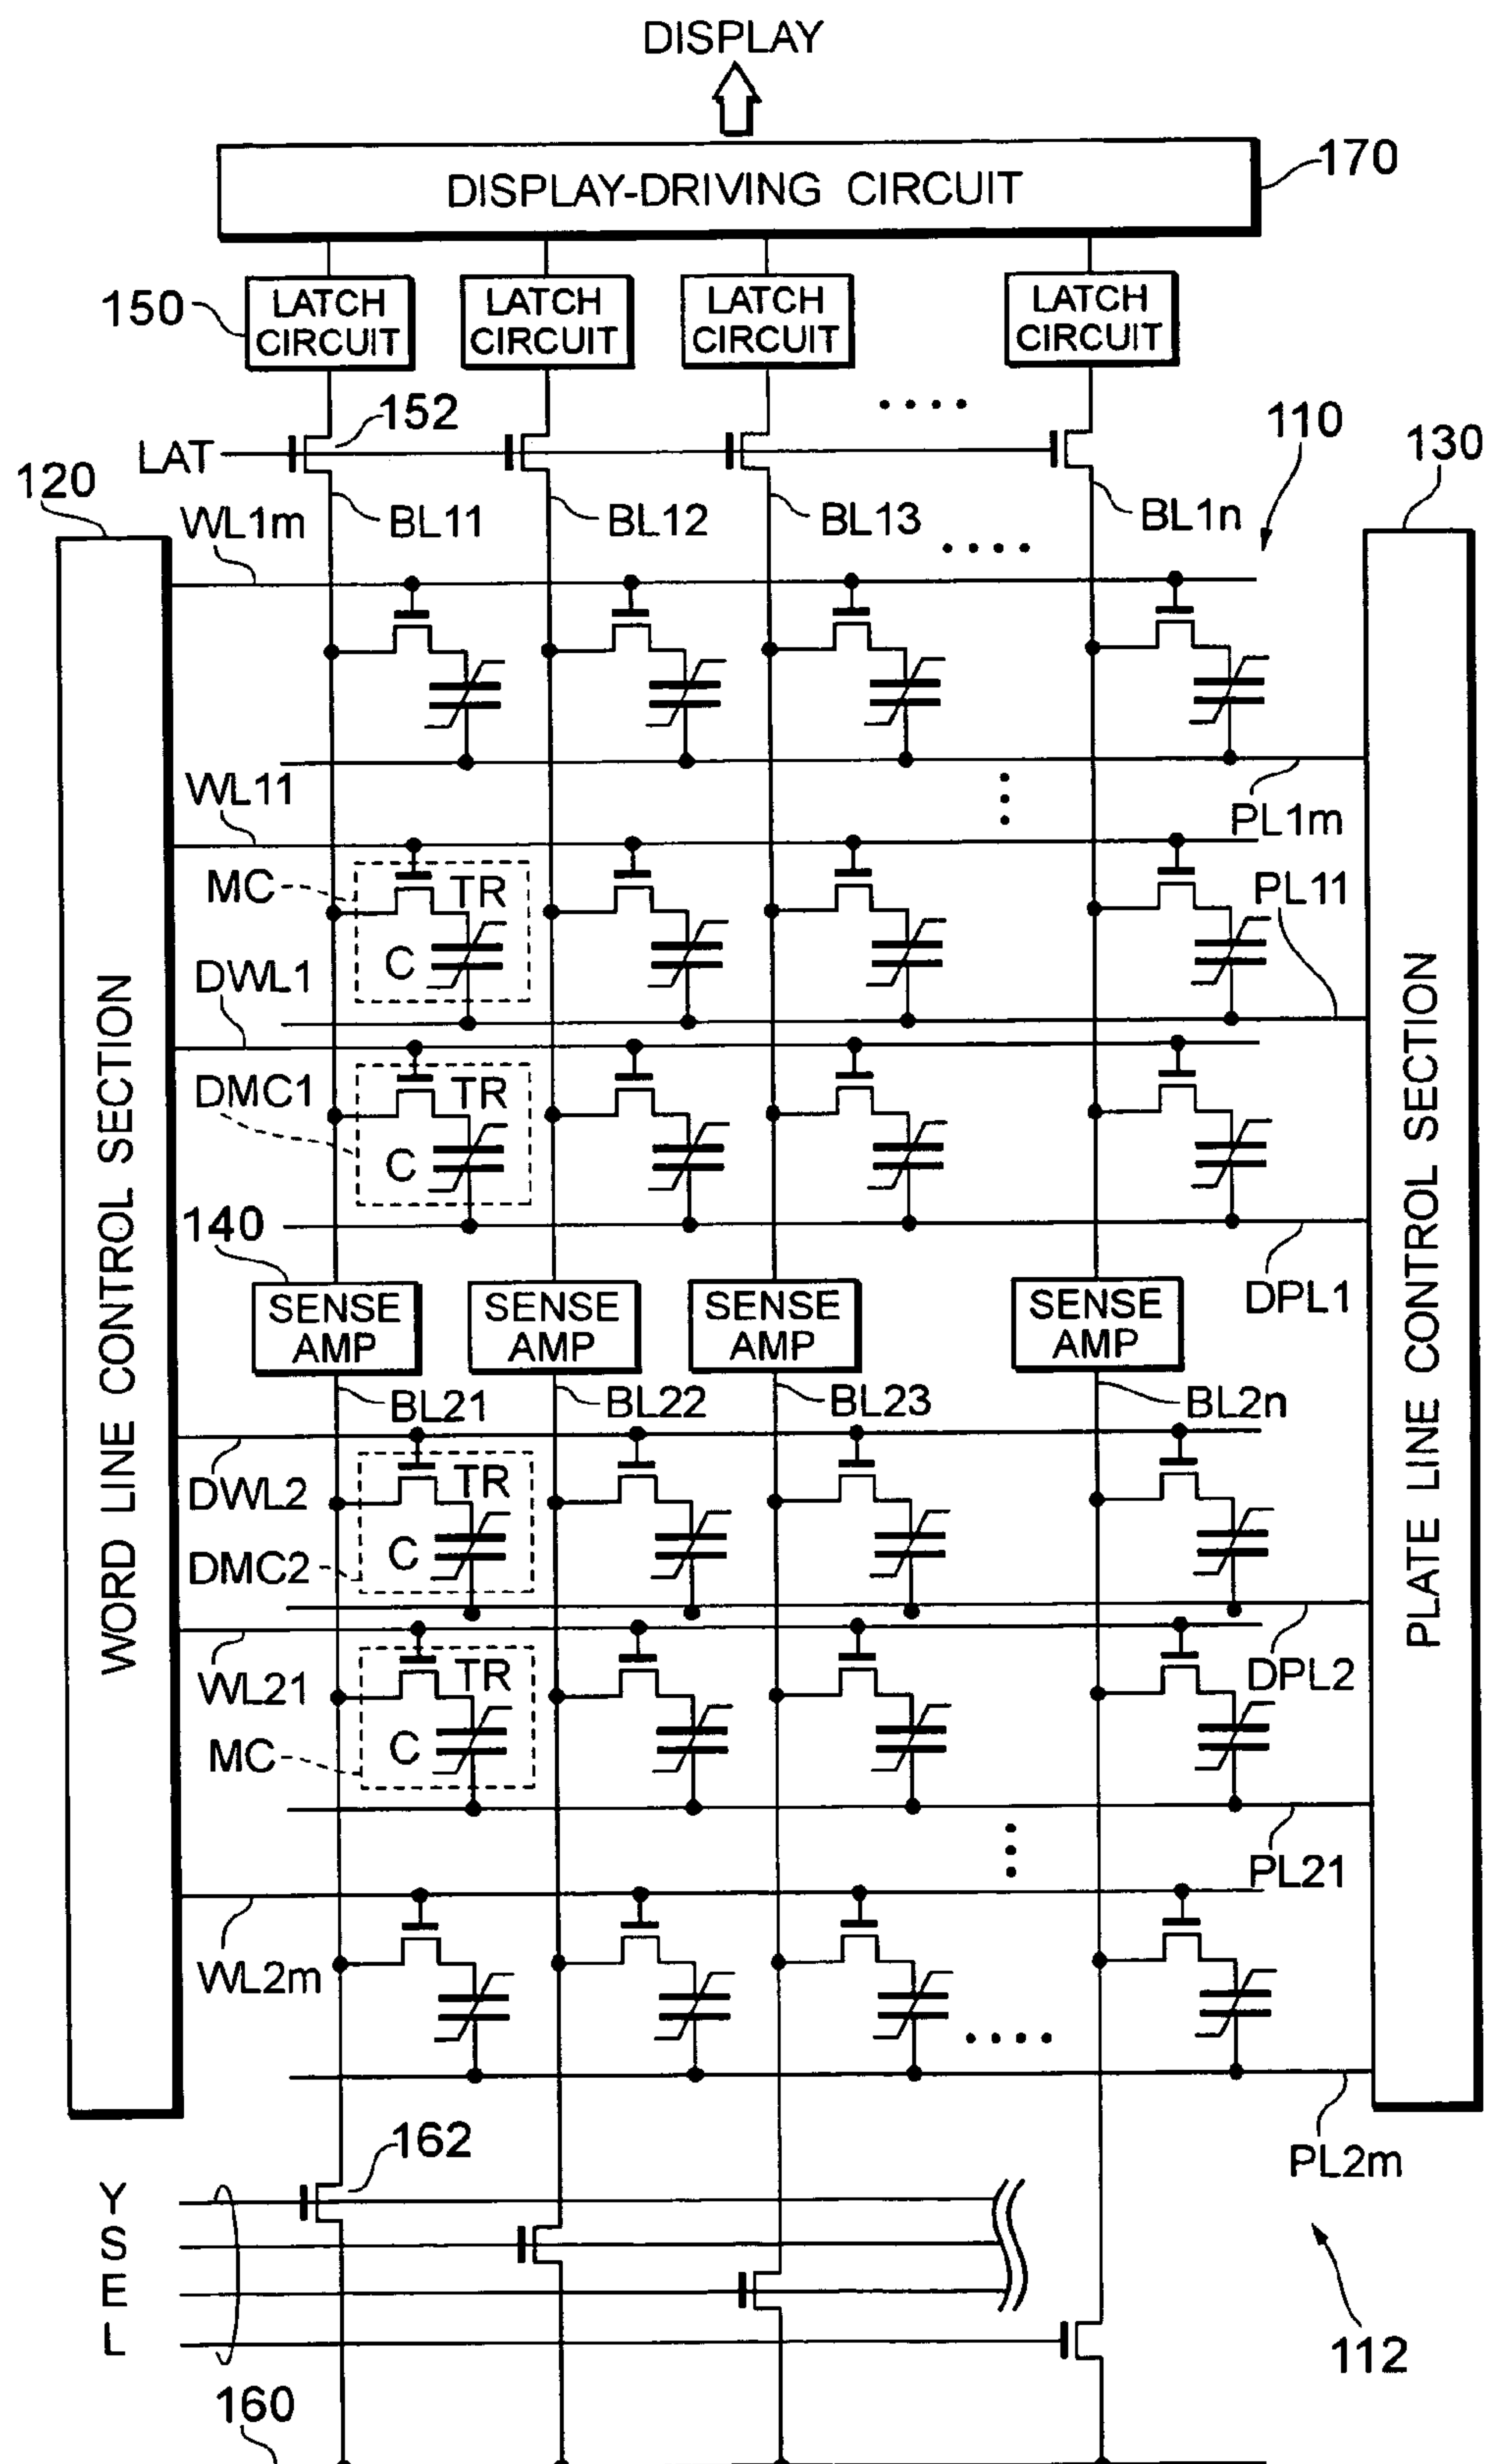 DISPLAY
DISPLAY-DRIVING CIRCUIT
170
150
LATCH
CIRCUIT
LATCH
CIRCUIT
LATCH
CIRCUIT
LATCH
CIRCUIT
152
LAT
110
130
120
WL1m
BL11
BL12
BL13
BL1n
WORD LINE CONTROL SECTION
PLATE LINE CONTROL SECTION
WL11
PL1m
MC
TR
C
PL11
DWL1
DMC1
TR
C
140
DPL1
SENSE
AMP
SENSE
AMP
SENSE
AMP
SENSE
AMP
BL21
BL22
BL23
BL2n
DWL2
TR
C
DMC2
WL21
TR
DPL2
MC
C
PL21
WL2m
162
PL2m
Y
S
E
L
112
160